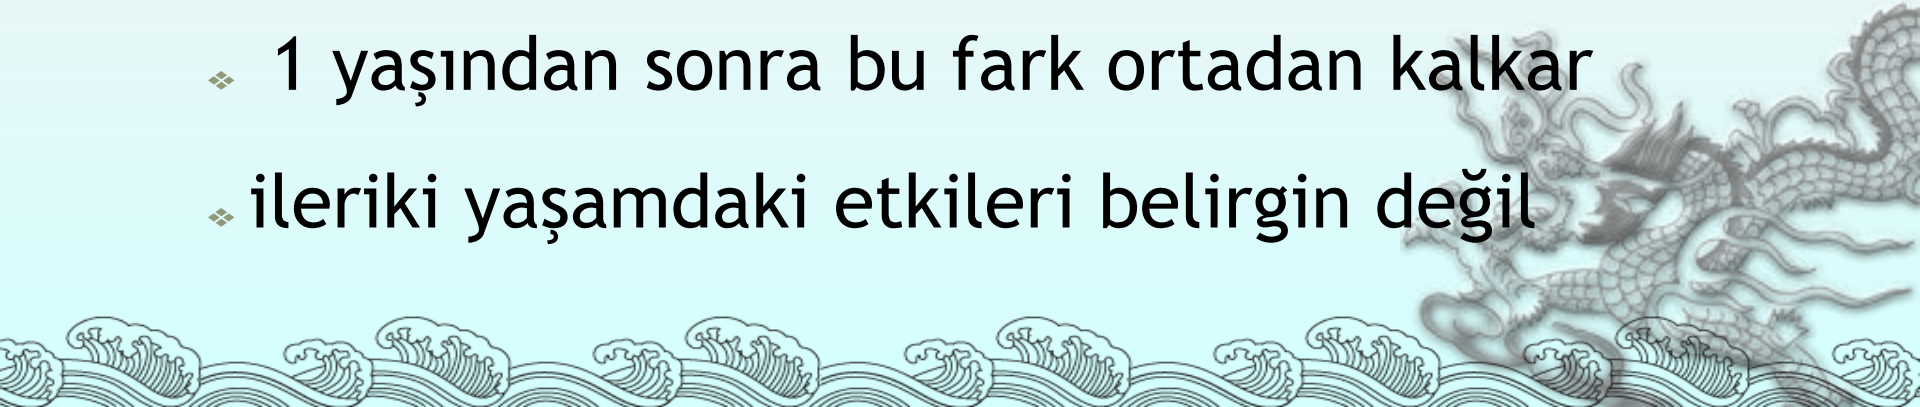 ❖ 1 yaşından sonra bu fark ortadan kalkar
❖ ileriki yaşamdaki etkileri belirgin değil